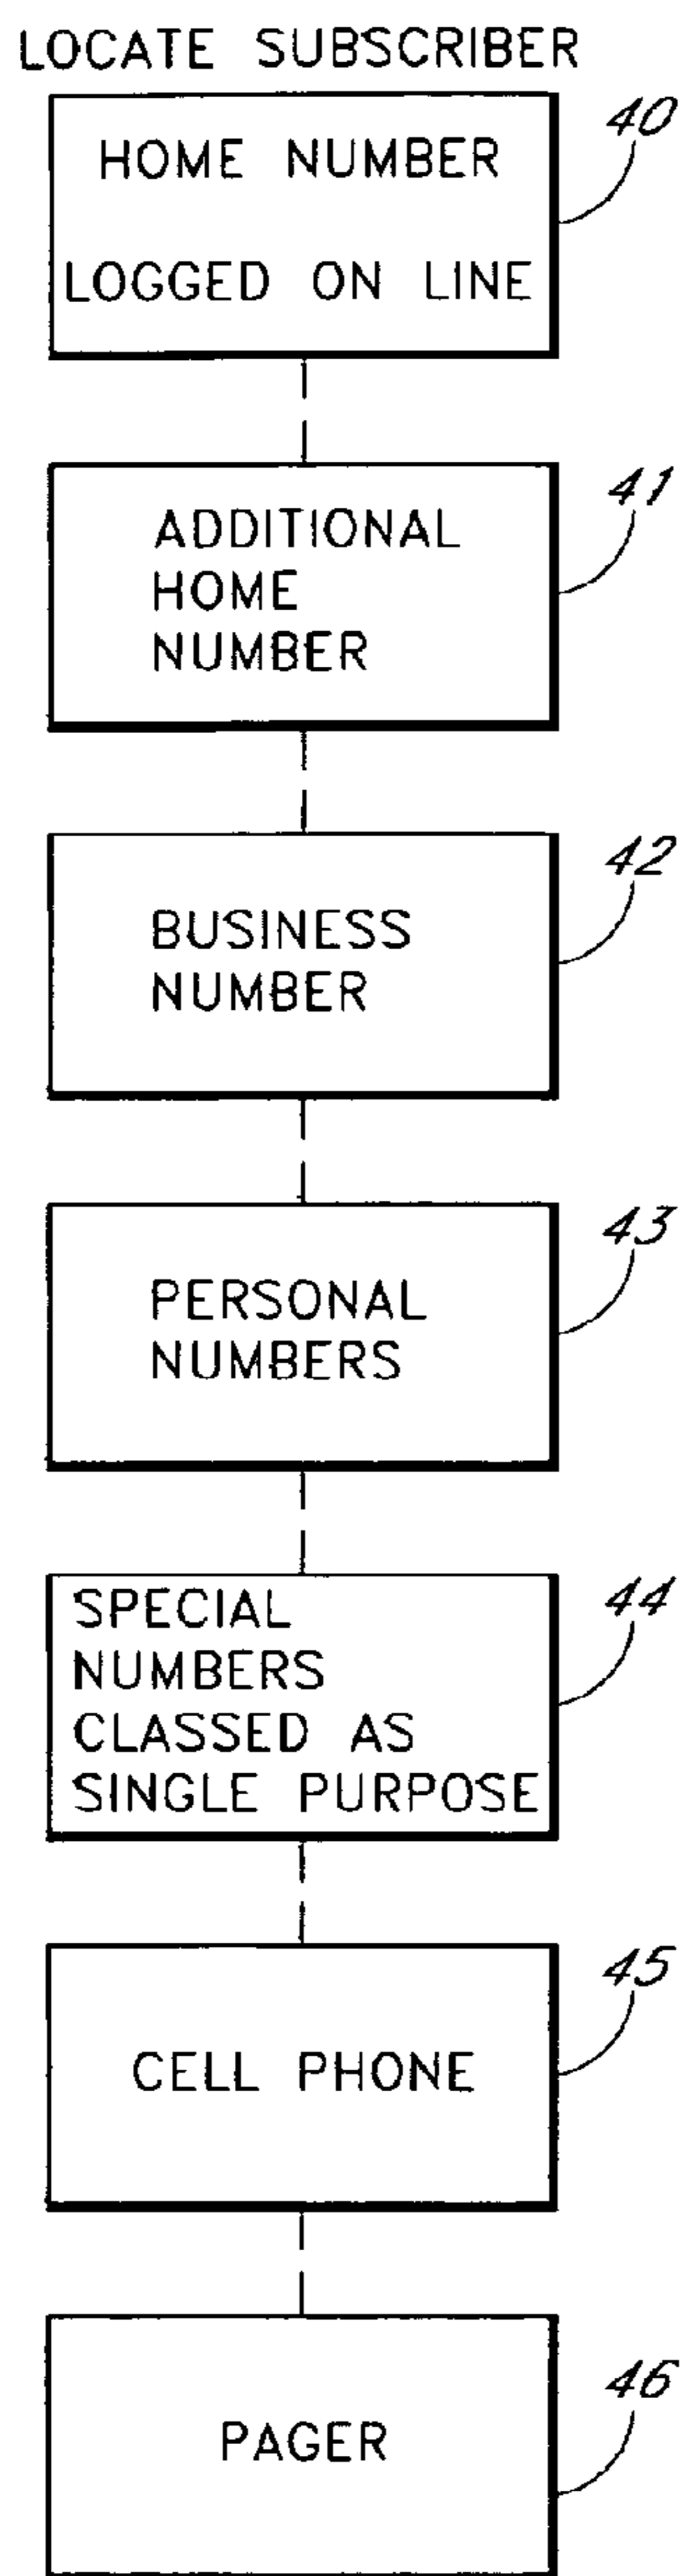 LOCATE SUBSCRIBER
40
HOME NUMBER
LOGGED ON LINE
41
ADDITIONAL
HOME
NUMBER
42
BUSINESS
NUMBER
43
PERSONAL
NUMBERS
44
SPECIAL
NUMBERS
CLASSED AS
SINGLE PURPOSE
45
CELL PHONE
46
PAGER